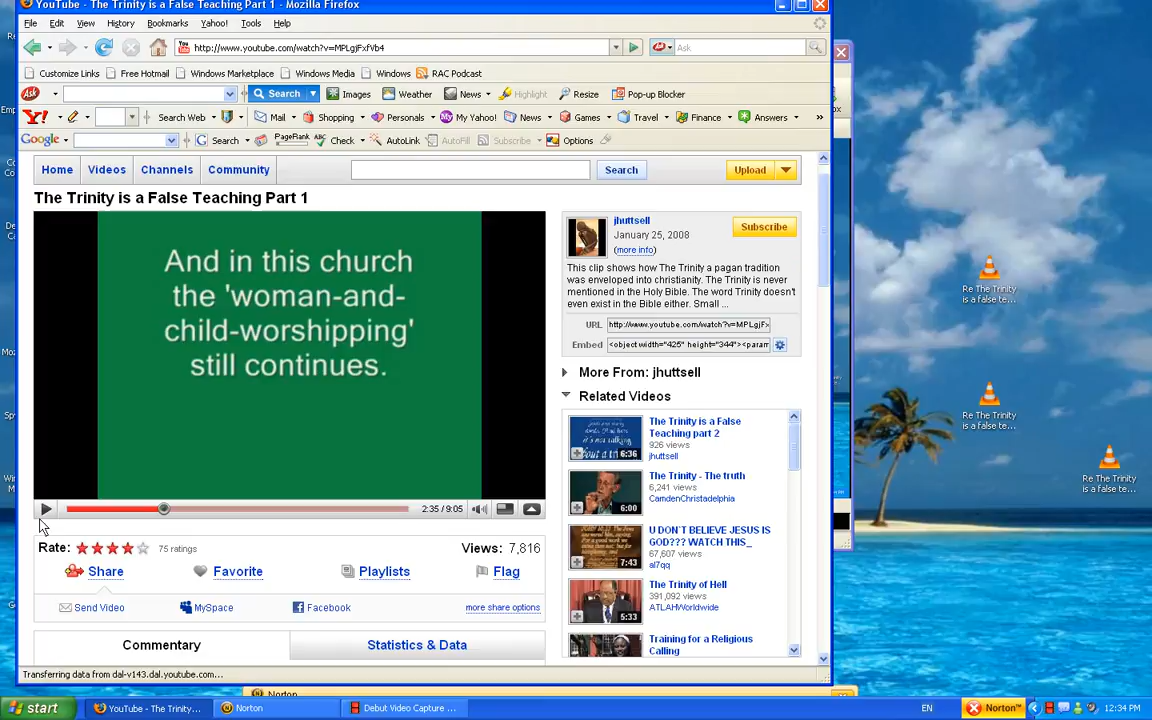 YouTube - The Trinity is a False Teaching Part 1 - Mozilla Firefox
File Edit View History Bookmarks Yahoo! Tools Help
http://www.youtube.com/watch?v=MPLgjFxfVb4
Ask
Customize Links Free Hotmail Windows Marketplace Windows Media Windows RAC Podcast
Ask Search Images Weather News Highlight Resize Pop-up Blocker
Y! Search Web Mail Shopping Personals My Yahoo! News Games Travel Finance Answers »
Google Search PageRank Check AutoLink AutoFill Subscribe Options
Home Videos Channels Community Search Upload
The Trinity is a False Teaching Part 1
And in this church
the 'woman-and-
child-worshipping'
still continues.
2:35 / 9:05
Rate: 75 ratings Views: 7,816
Share Favorite Playlists Flag
Send Video MySpace Facebook more share options
Commentary Statistics & Data
jhuttsell
January 25, 2008
(more info)
Subscribe
This clip shows how The Trinity a pagan tradition
was enveloped into christianity. The Trinity is never
mentioned in the Holy Bible. The word Trinity doesn't
even exist in the Bible either. Small ...
URL http://www.youtube.com/watch?v=MPLgjFx
Embed <object width="425" height="344"><param
More From: jhuttsell
Related Videos
The Trinity is a False
Teaching part 2
926 views
jhuttsell
6:36
The Trinity - The truth
6,241 views
CamdenChristadelphia
6:00
U DON'T BELIEVE JESUS IS
GOD??? WATCH THIS_
67,607 views
al7qq
7:43
The Trinity of Hell
391,092 views
ATLAHWorldwide
5:33
Training for a Religious
Calling
Re The Trinity
is a false te...
Re The Trinity
is a false te...
Re The Trinity
is a false te...
Transferring data from dal-v143.dal.youtube.com...
Norton
start YouTube - The Trinity... Norton Debut Video Capture ... EN Norton™ 12:34 PM